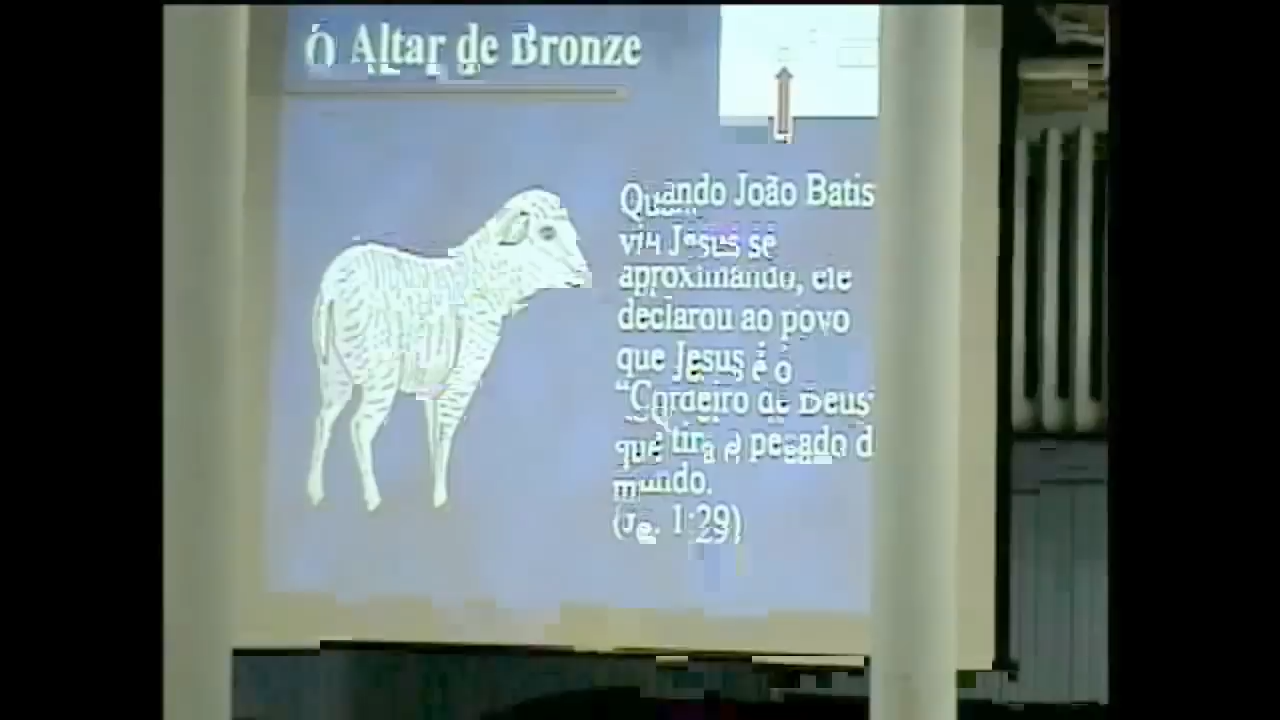 O Altar de Bronze
Quando João Batis
viu Jesus se
aproximando, ele
declarou ao povo
que Jesus é o
"Cordeiro de Deus"
que tira o pecado d
mundo.
(Jo. 1:29)